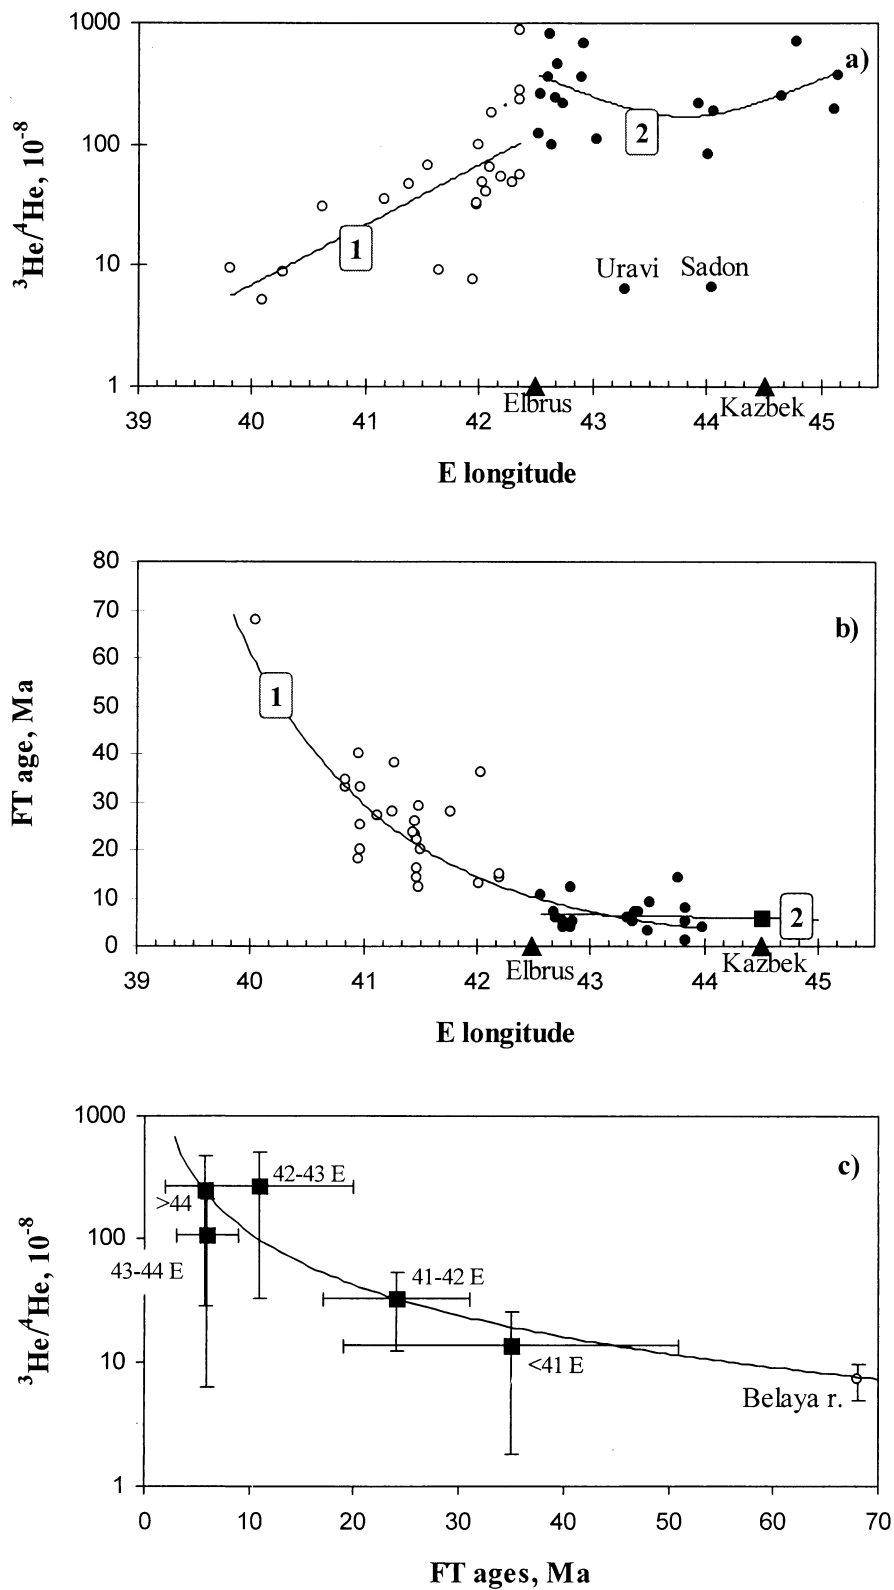 1000
100
10
1
³He/⁴He, 10⁻⁸
a)
1
2
Uravi Sadon
Elbrus Kazbek
39 40 41 42 43 44 45
E longitude
80
70
60
50
40
30
20
10
0
FT age, Ma
b)
1
2
Elbrus Kazbek
39 40 41 42 43 44 45
E longitude
1000
100
10
1
³He/⁴He, 10⁻⁸
c)
42-43 E
>44
43-44 E
41-42 E
<41 E
Belaya r.
0 10 20 30 40 50 60 70
FT ages, Ma